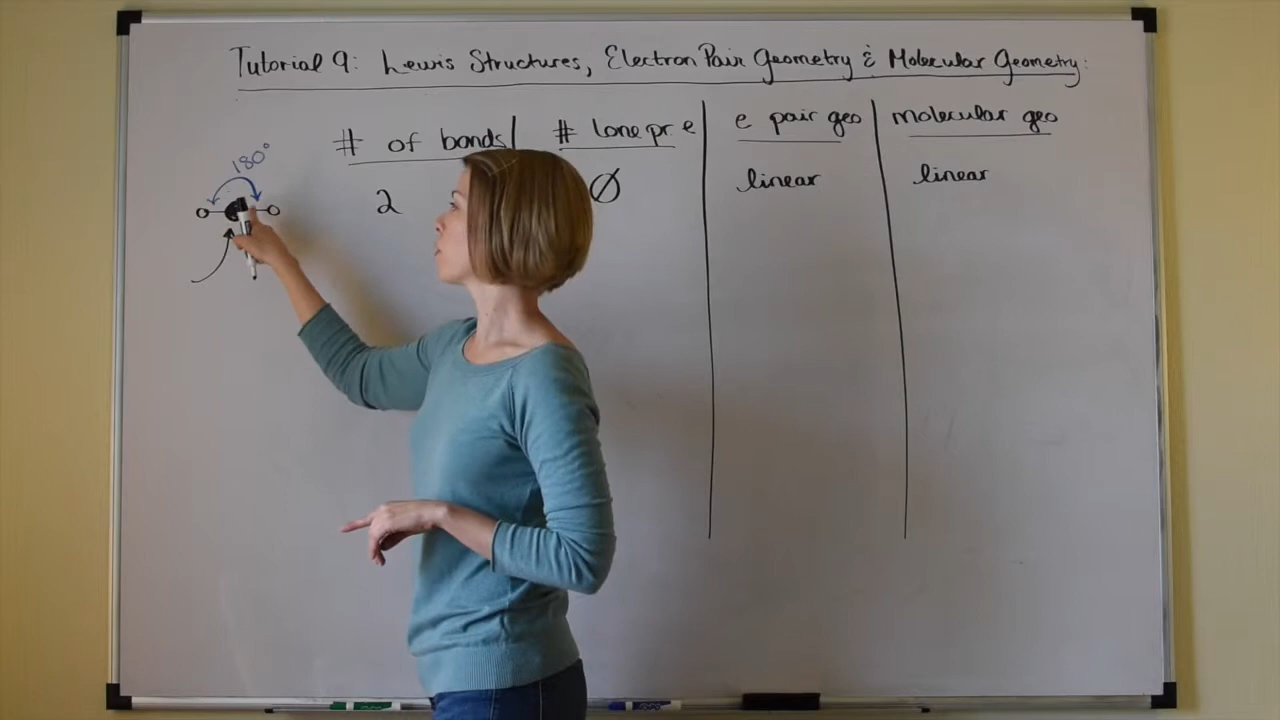 Tutorial 9: Lewis Structures, Electron Pair Geometry & Molecular Geometry:
# of bonds # lone pr e e pair geo molecular geo
180°
2 Ø linear linear